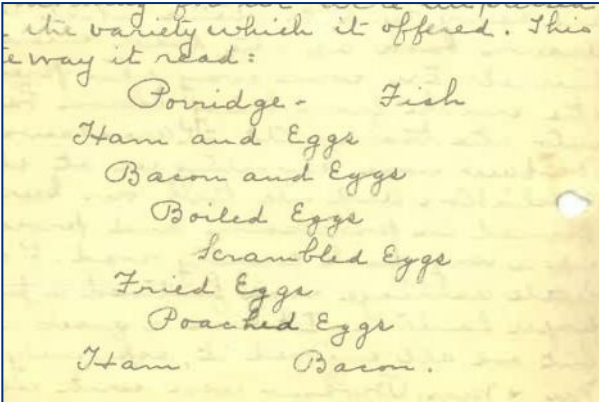 the variety which it offered. This
way it read:
Porridge - Fish
Ham and Eggs
Bacon and Eggs
Boiled Eggs
Scrambled Eggs
Fried Eggs
Poached Eggs
Ham Bacon.